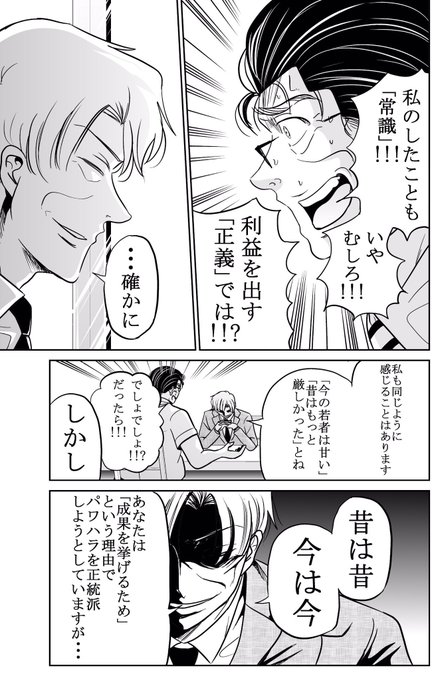 私のしたことも
「常識」!!!
いや
むしろ!!!
利益を出す
「正義」では!!!?
・・・確かに
私も同じように
感じることはあります
「今の若者は甘い」
「昔はもっと
厳しかった」とね
でしょでしょ!!?
だったら!!!
しかし
昔は昔
今は今
あなたは
「成果を挙げるため」
という理由で
パワハラを正統派
しようとしていますが・・・